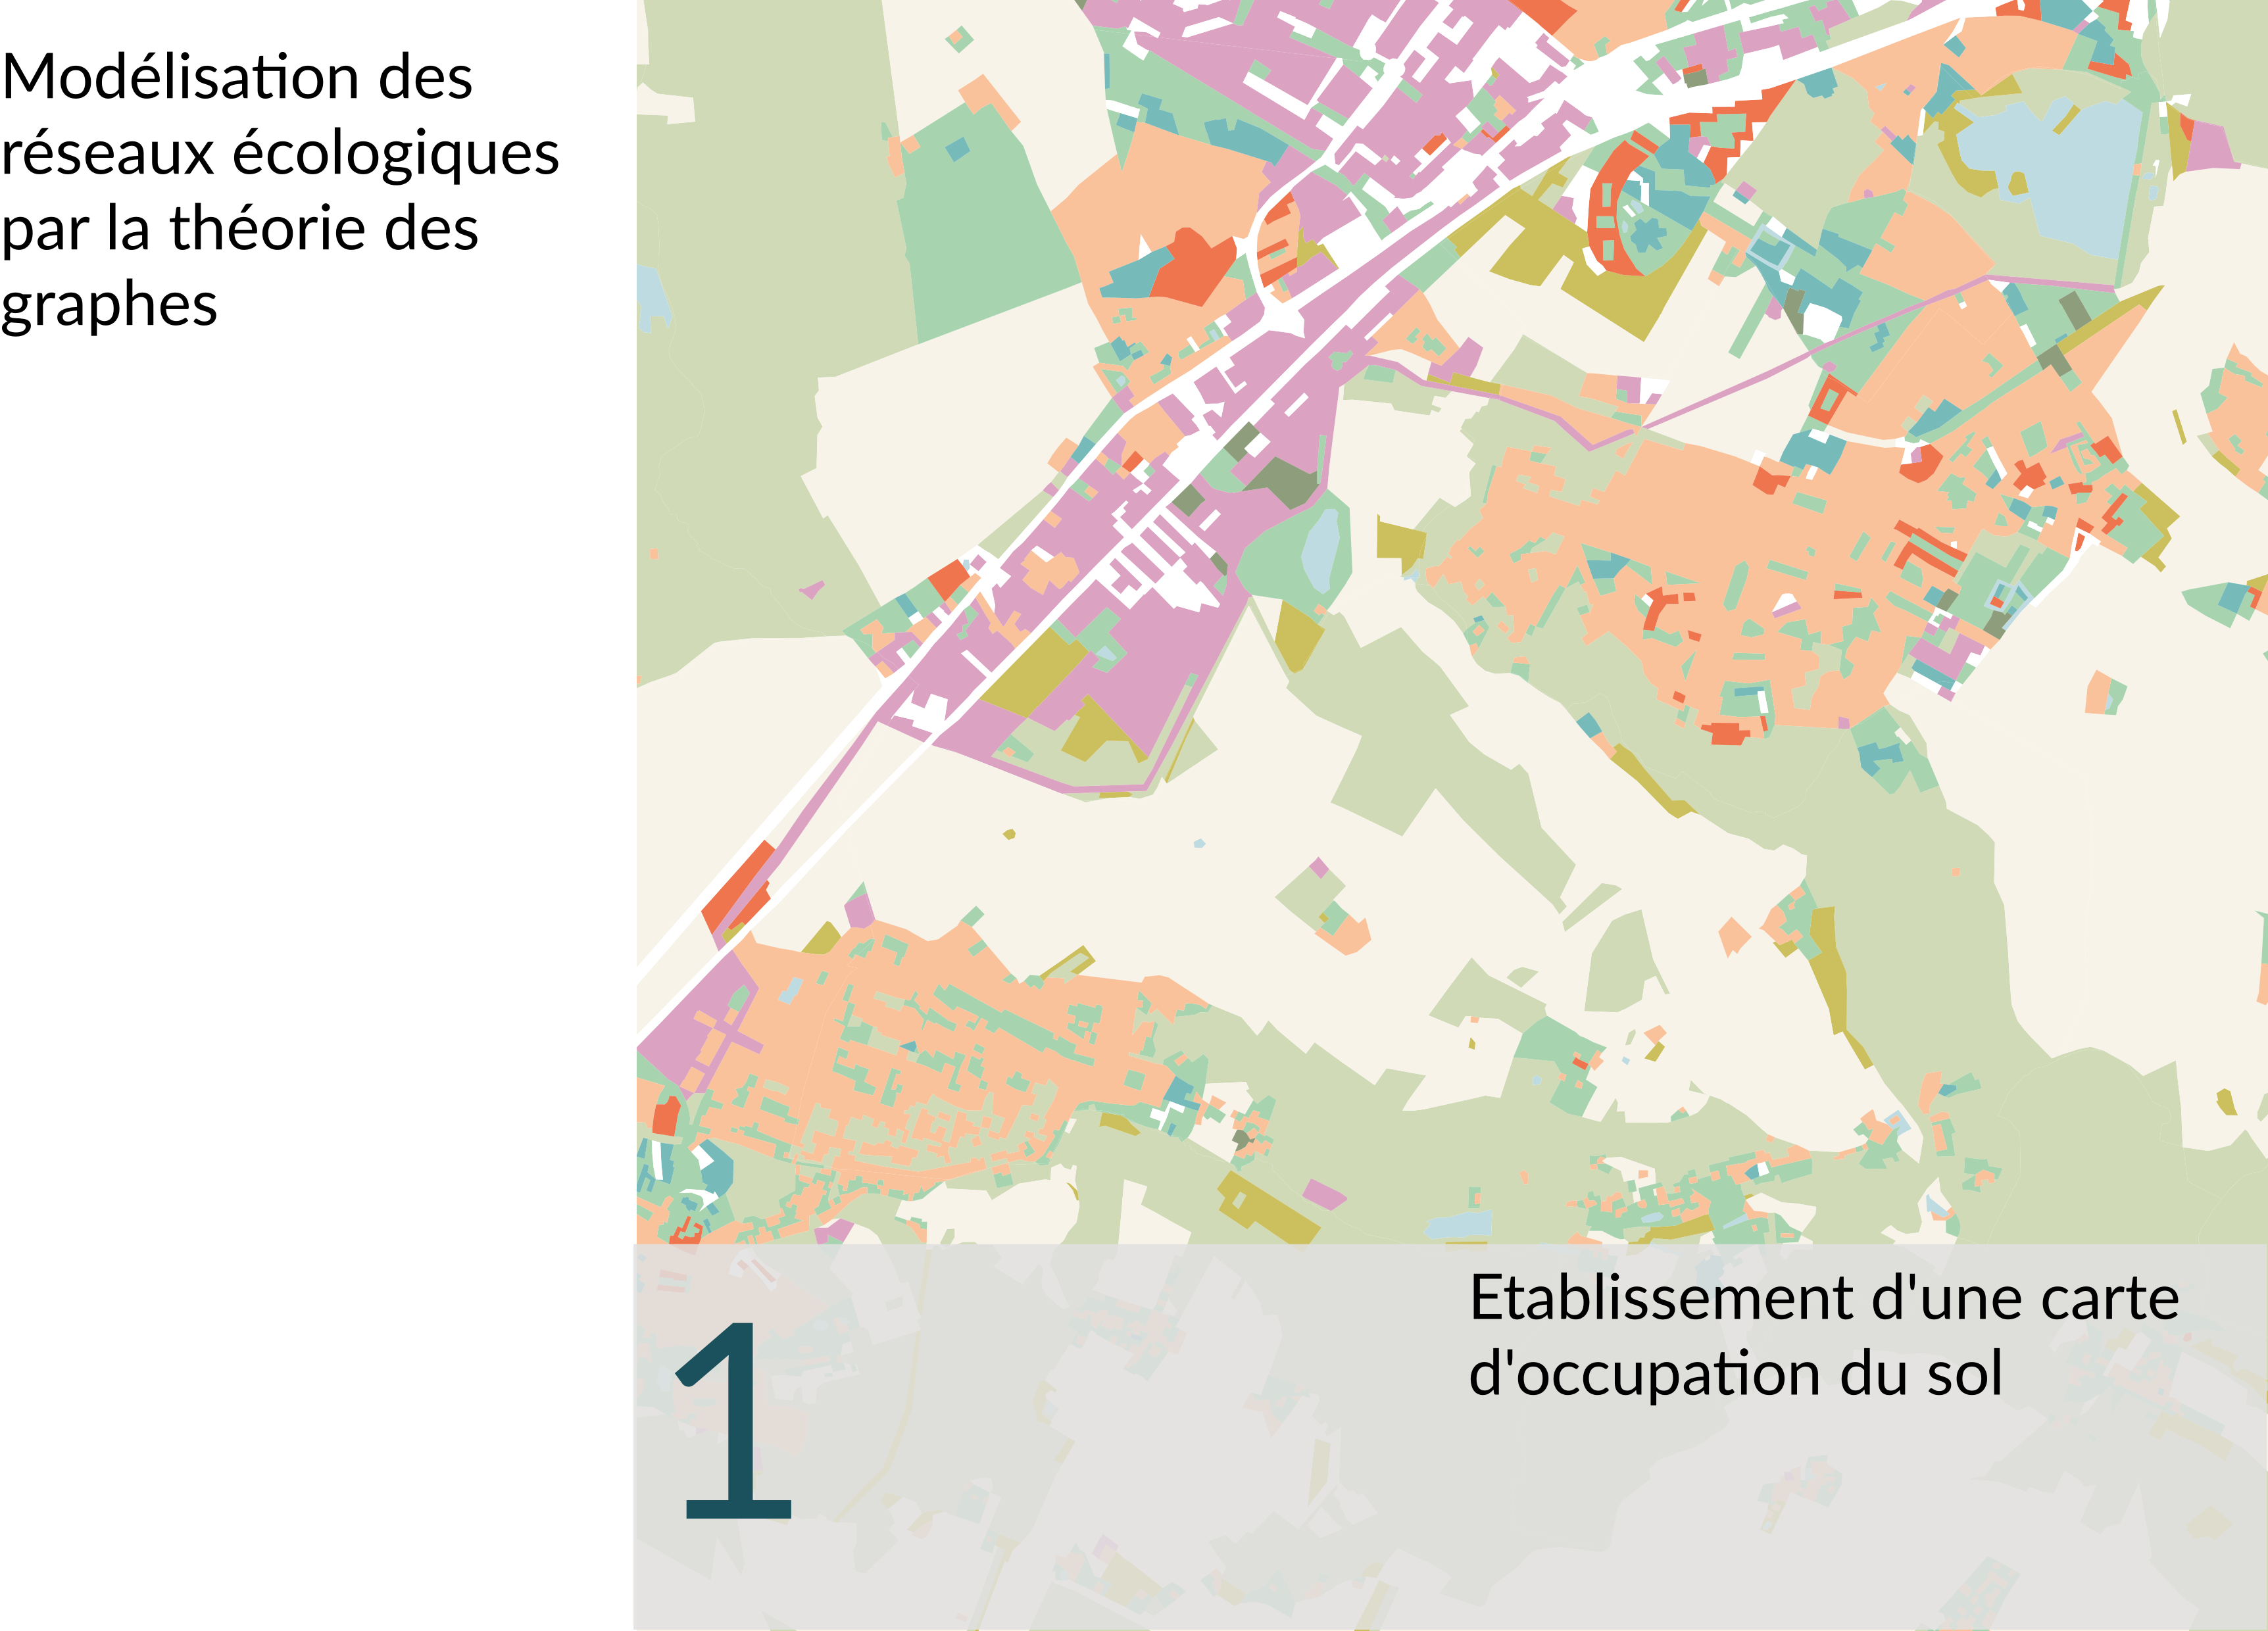 Modélisation des
réseaux écologiques
par la théorie des
graphes
1
Etablissement d'une carte
d'occupation du sol